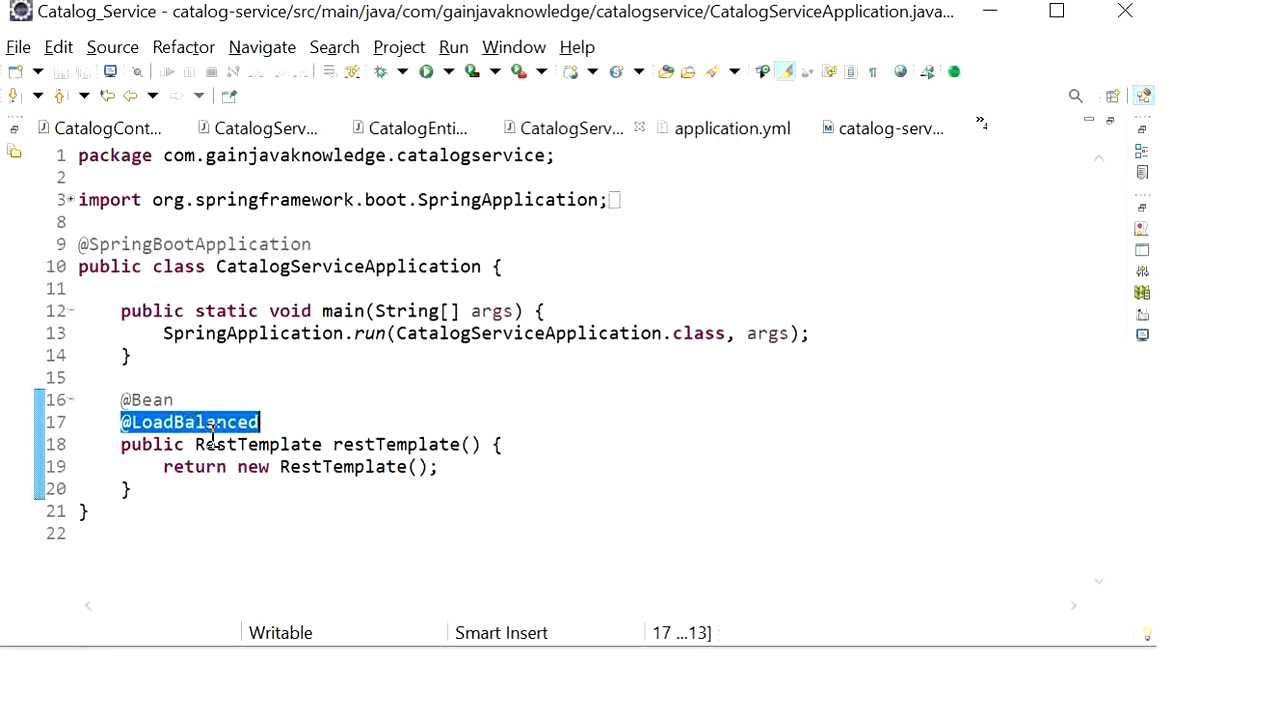 Catalog_Service - catalog-service/src/main/java/com/gainjavaknowledge/catalogservice/CatalogServiceApplication.java...
File Edit Source Refactor Navigate Search Project Run Window Help
CatalogCont... CatalogServ... CatalogEnti... CatalogServ... application.yml catalog-serv... »4
1 package com.gainjavaknowledge.catalogservice;
2
3 import org.springframework.boot.SpringApplication;
8
9 @SpringBootApplication
10 public class CatalogServiceApplication {
11
12 public static void main(String[] args) {
13 SpringApplication.run(CatalogServiceApplication.class, args);
14 }
15
16 @Bean
17 @LoadBalanced
18 public RestTemplate restTemplate() {
19 return new RestTemplate();
20 }
21 }
22
Writable Smart Insert 17 ...13]